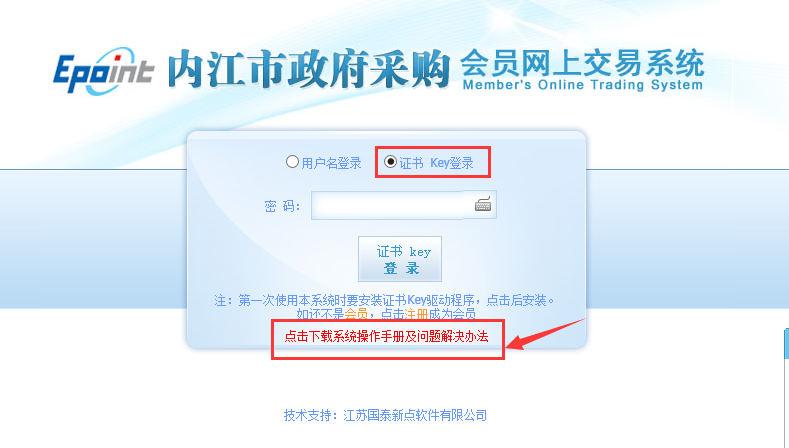 Epoint 内江市政府采购 会员网上交易系统
Member's Online Trading System
用户名登录 证书 Key登录
密 码：
证书 key
登 录
注：第一次使用本系统时要安装证书Key驱动程序，点击后安装。
如还不是会员，点击注册成为会员
点击下载系统操作手册及问题解决办法
技术支持：江苏国泰新点软件有限公司